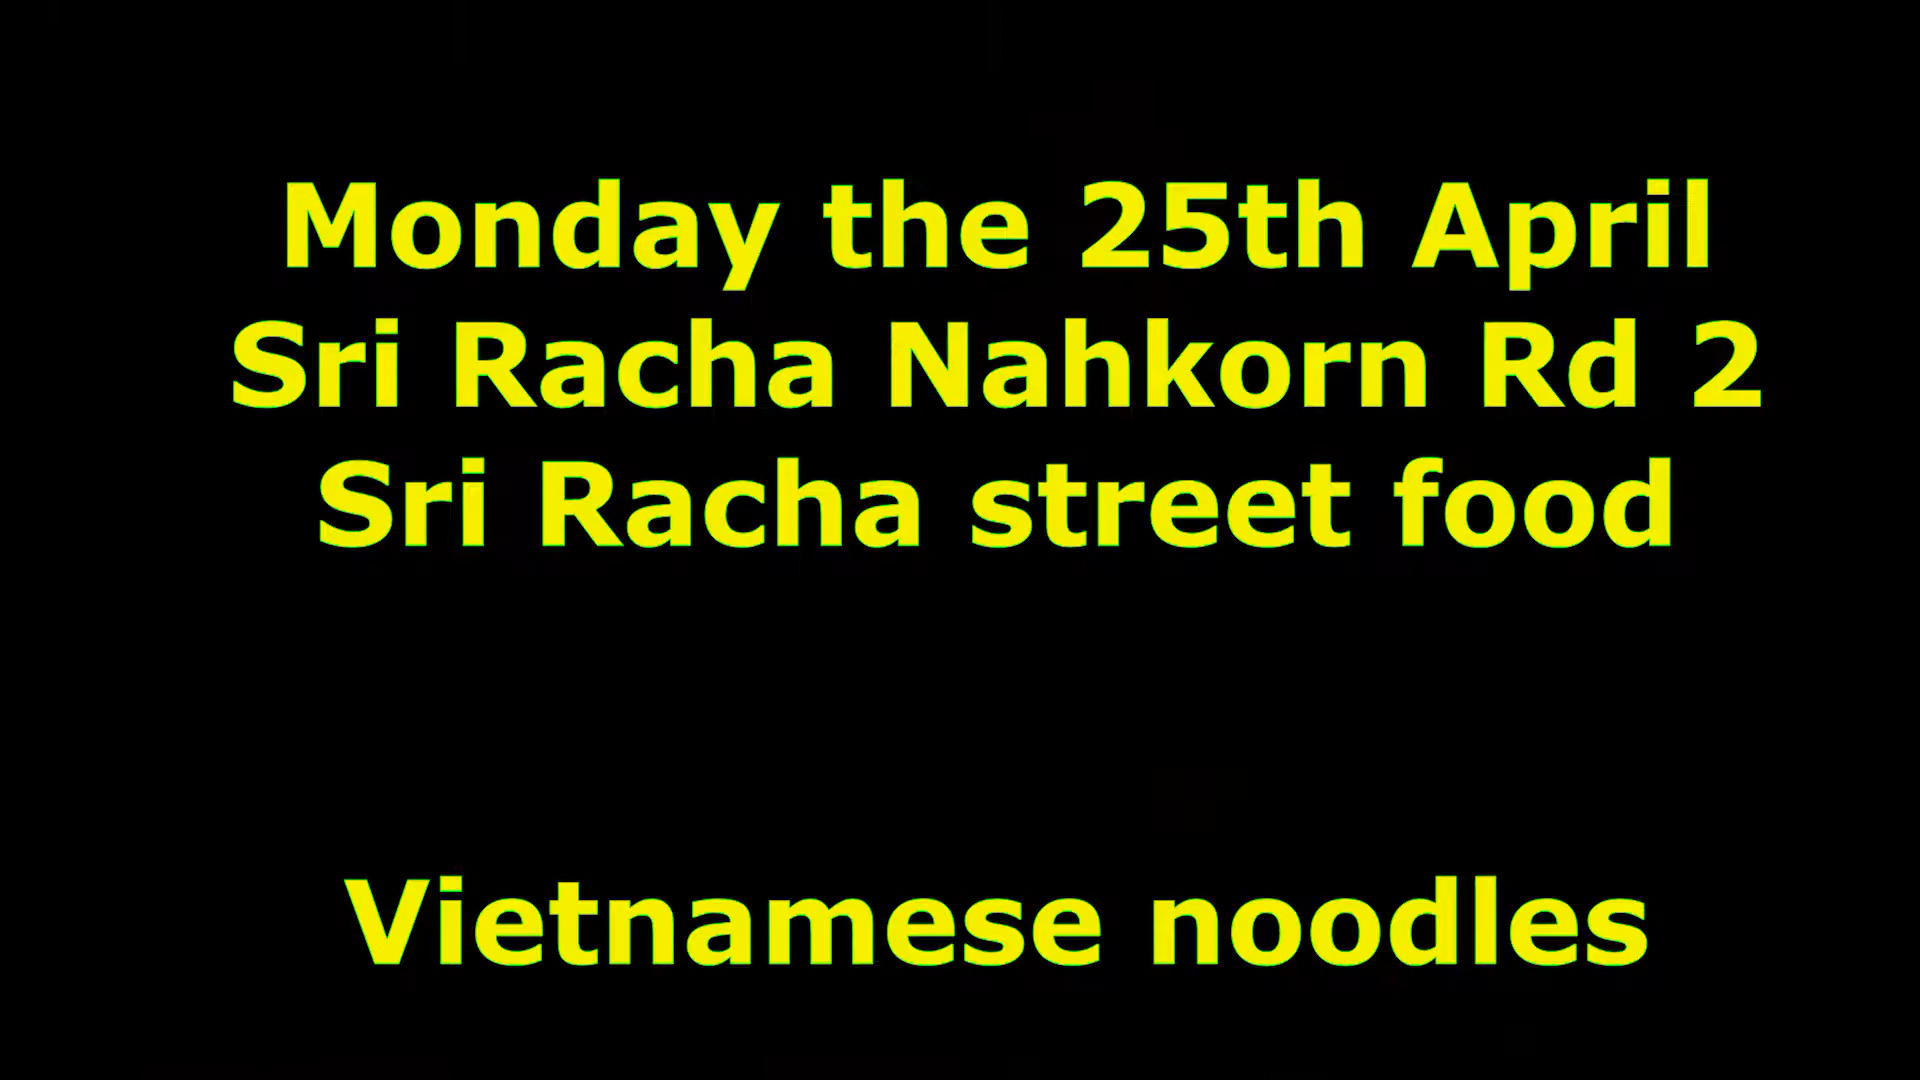 Monday the 25th April
Sri Racha Nahkorn Rd 2
Sri Racha street food
Vietnamese noodles